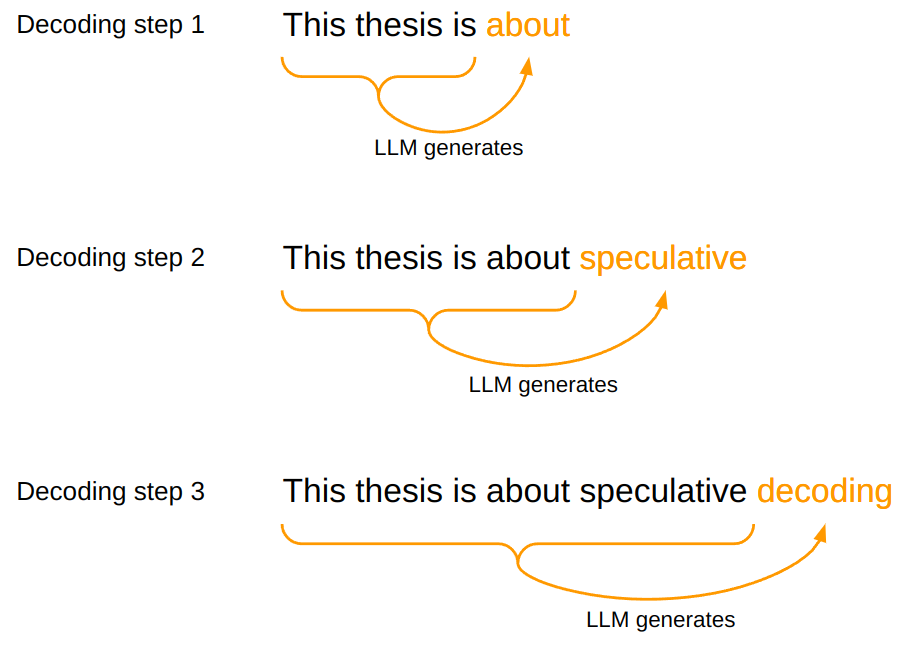 Decoding step 1
This thesis is about
LLM generates
Decoding step 2
This thesis is about speculative
LLM generates
Decoding step 3
This thesis is about speculative decoding
LLM generates